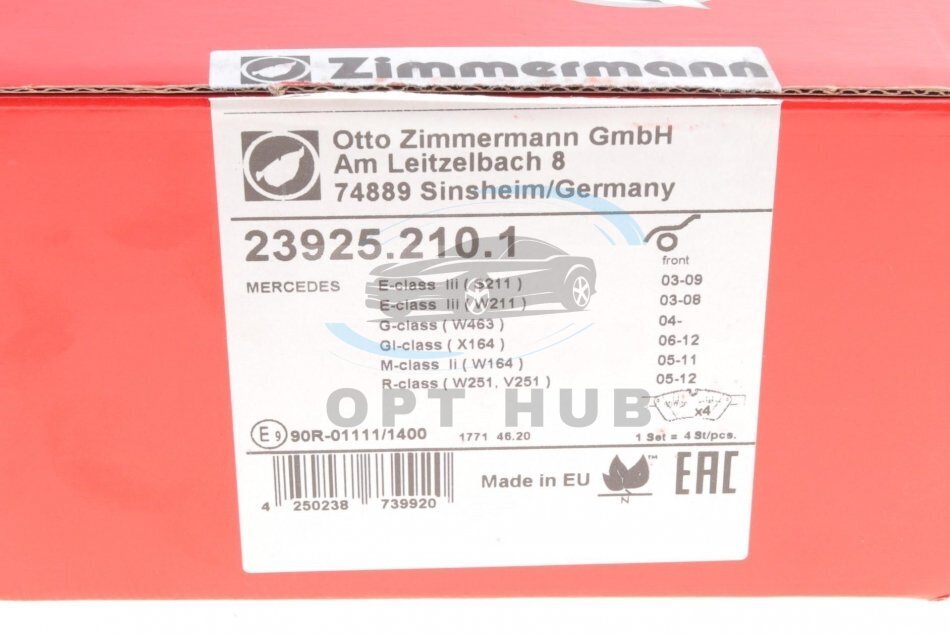 Zimmermann
Otto Zimmermann GmbH
Am Leitzelbach 8
74889 Sinsheim/Germany
23925.210.1
front
MERCEDES E-class III ( S211 ) 03-09
E-class III ( W211 ) 03-08
G-class ( W463 ) 04-
Gl-class ( X164 ) 06-12
M-class Ii ( W164 ) 05-11
R-class ( W251, V251 ) 05-12
OPT HUB
x4
E9 90R-01111/1400 1771 46.20 1 Set = 4 St/pcs.
Made in EU ™ N EAC
4 250238 739920